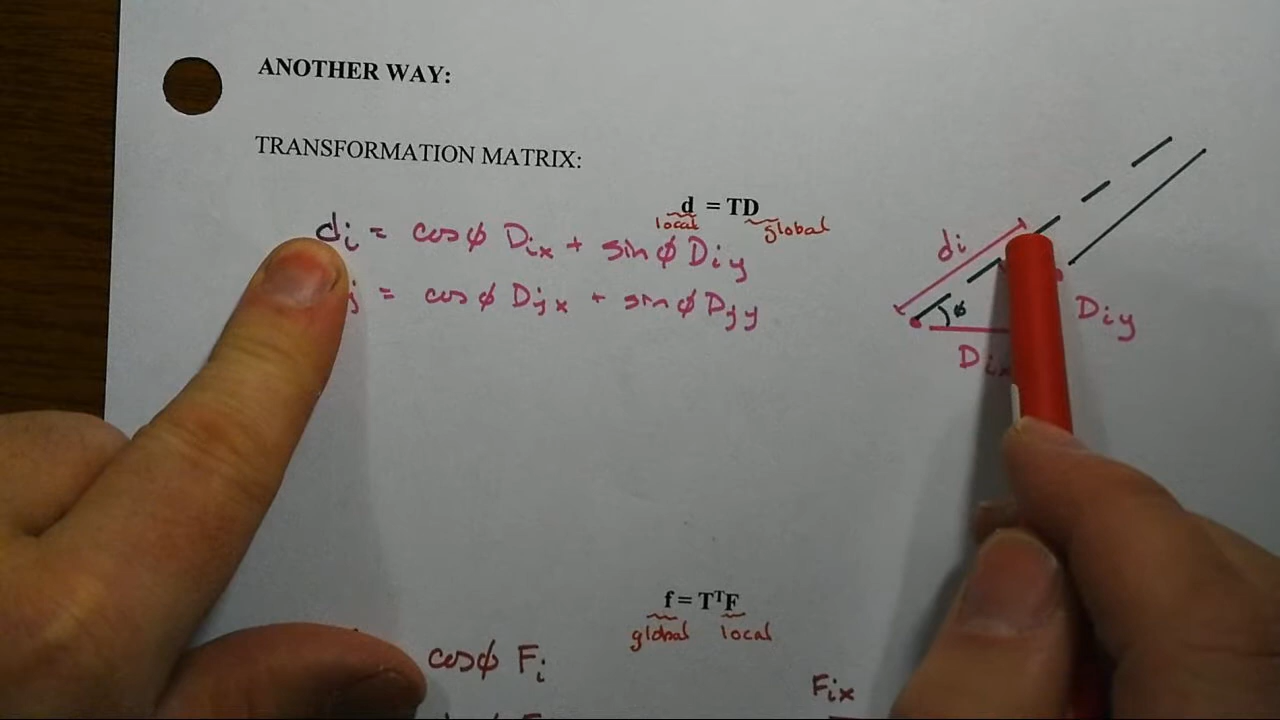 ANOTHER WAY:
TRANSFORMATION MATRIX:
d = TD
local global
di = cosϕ Dix + sinϕ Diy
j = cosϕ Djx + sinϕ Djy
di
ϕ
Diy
Dix
f = TᵀF
global local
cosϕ Fi
Fix